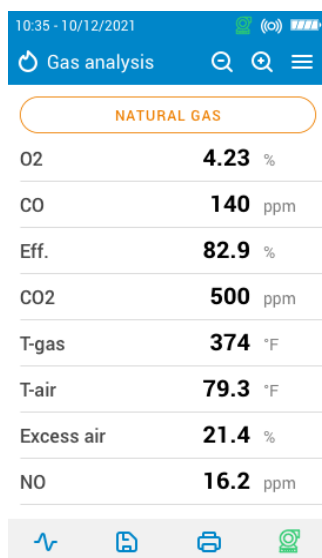 10:35 - 10/12/2021
Gas analysis
NATURAL GAS
O2 4.23 %
CO 140 ppm
Eff. 82.9 %
CO2 500 ppm
T-gas 374 °F
T-air 79.3 °F
Excess air 21.4 %
NO 16.2 ppm